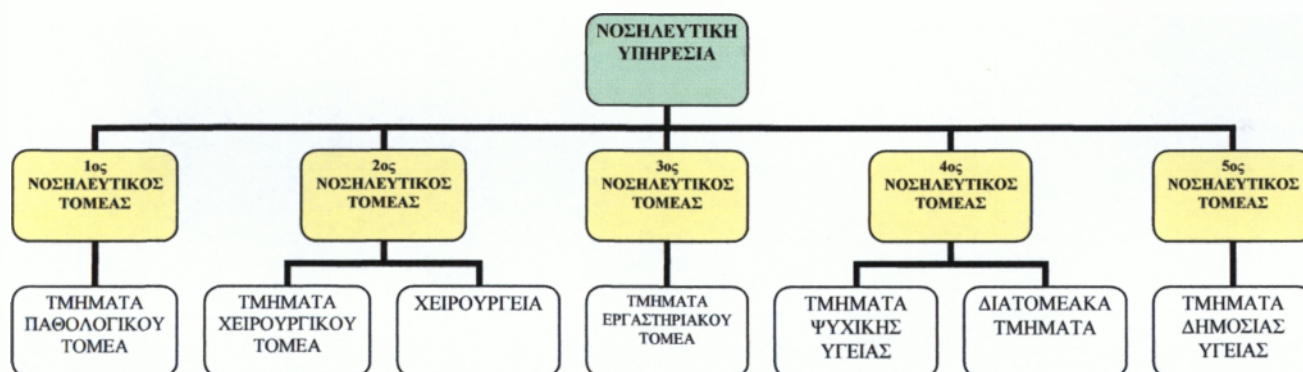 ΝΟΣΗΛΕΥΤΙΚΗ
ΥΠΗΡΕΣΙΑ
1ος
ΝΟΣΗΛΕΥΤΙΚΟΣ
ΤΟΜΕΑΣ
2ος
ΝΟΣΗΛΕΥΤΙΚΟΣ
ΤΟΜΕΑΣ
3ος
ΝΟΣΗΛΕΥΤΙΚΟΣ
ΤΟΜΕΑΣ
4ος
ΝΟΣΗΛΕΥΤΙΚΟΣ
ΤΟΜΕΑΣ
5ος
ΝΟΣΗΛΕΥΤΙΚΟΣ
ΤΟΜΕΑΣ
ΤΜΗΜΑΤΑ
ΠΑΘΟΛΟΓΙΚΟΥ
ΤΟΜΕΑ
ΤΜΗΜΑΤΑ
ΧΕΙΡΟΥΡΓΙΚΟΥ
ΤΟΜΕΑ
ΧΕΙΡΟΥΡΓΕΙΑ
ΤΜΗΜΑΤΑ
ΕΡΓΑΣΤΗΡΙΑΚΟΥ
ΤΟΜΕΑ
ΤΜΗΜΑΤΑ
ΨΥΧΙΚΗΣ
ΥΓΕΙΑΣ
ΔΙΑΤΟΜΕΑΚΑ
ΤΜΗΜΑΤΑ
ΤΜΗΜΑΤΑ
ΔΗΜΟΣΙΑΣ
ΥΓΕΙΑΣ